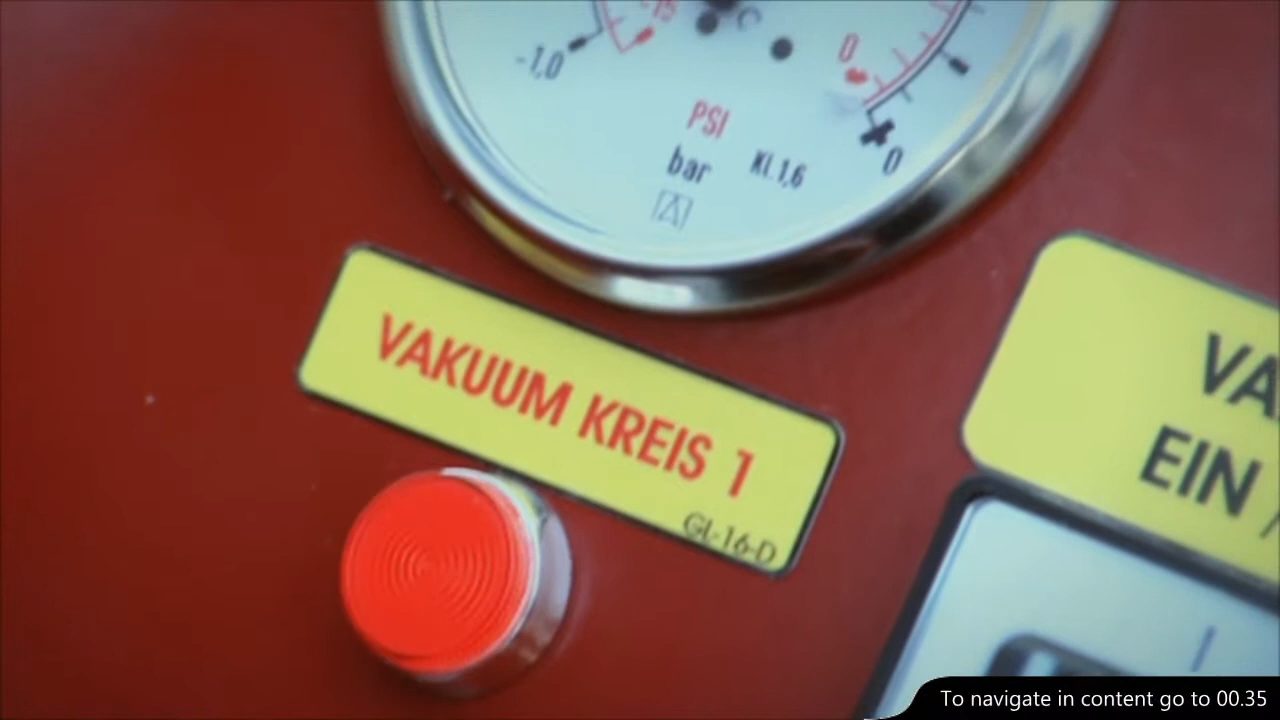 -15
°C
-1,0
0
PSI
bar
Kl.1,6
0
VAKUUM KREIS 1
GL-16-D
EIN /
To navigate in content go to 00.35